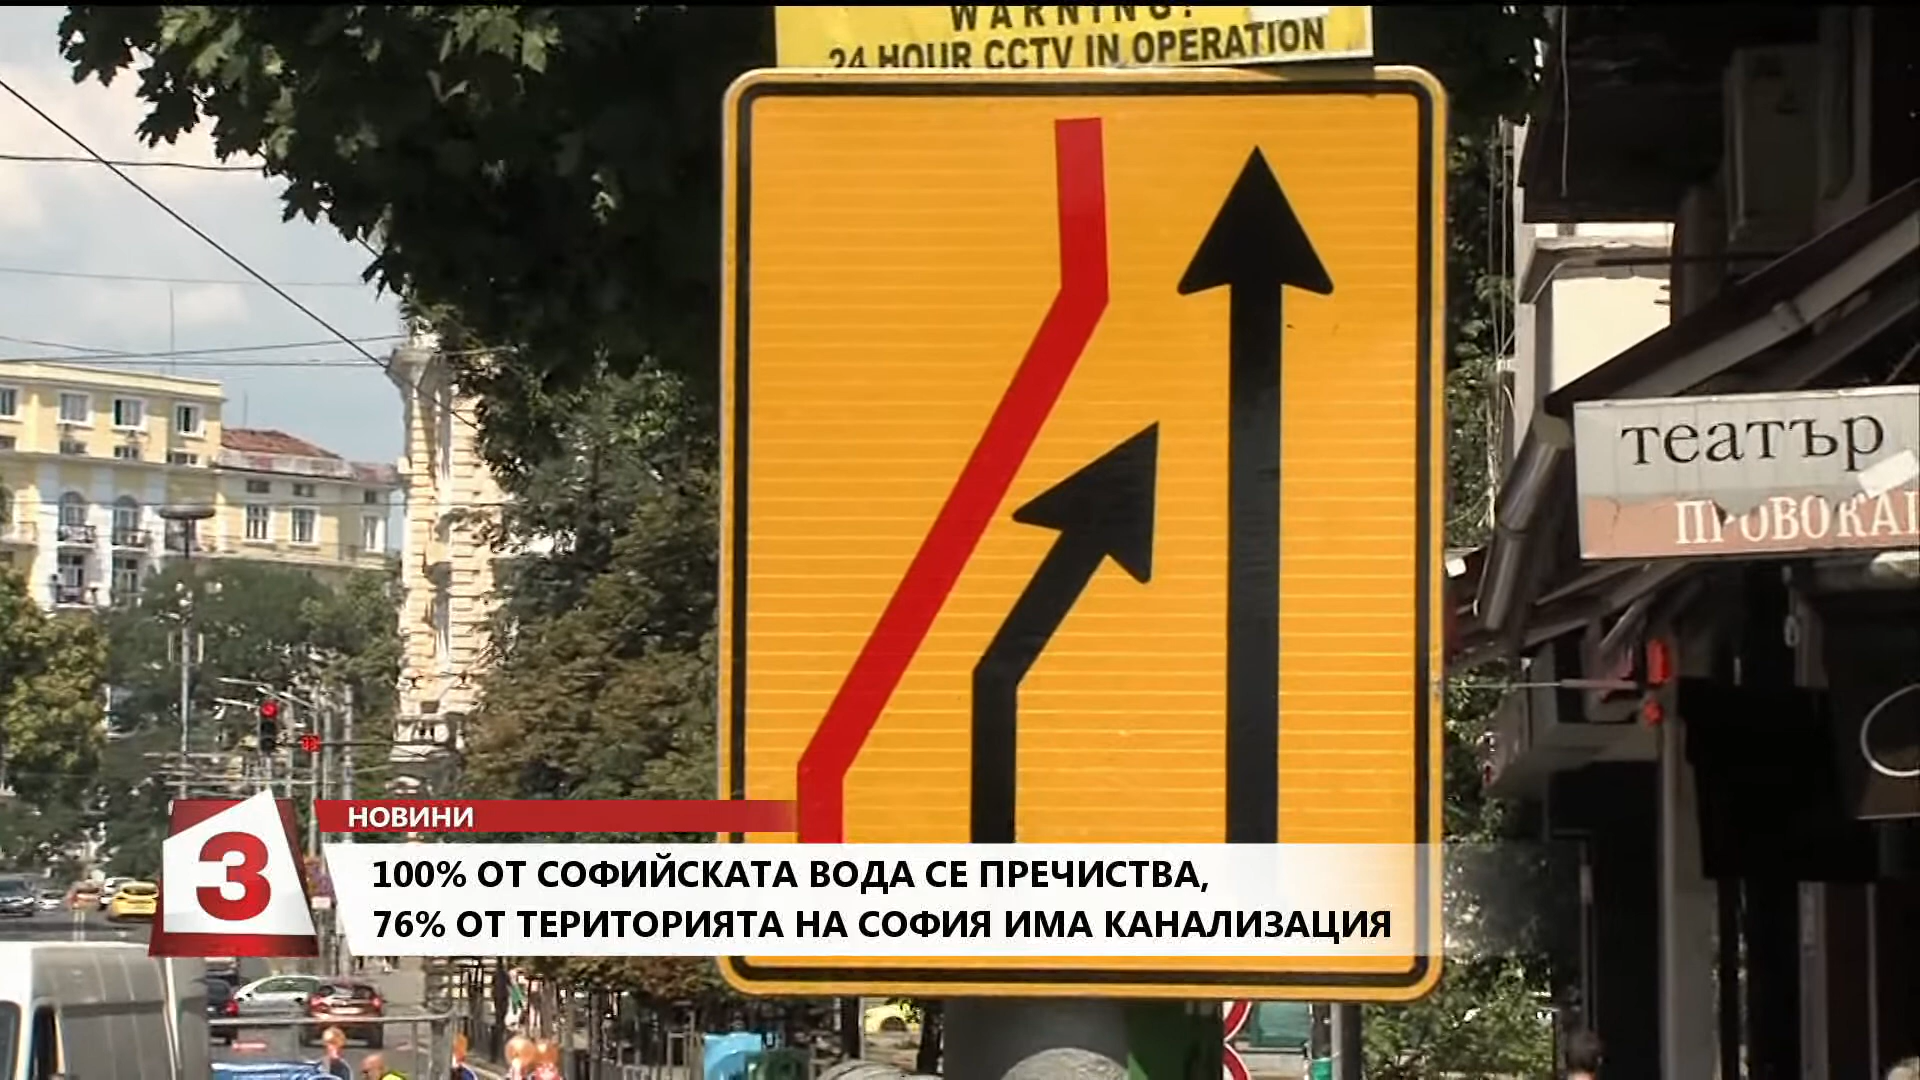 WARNING!
24 HOUR CCTV IN OPERATION
театър
НОВИНИ
3
100% ОТ СОФИЙСКАТА ВОДА СЕ ПРЕЧИСТВА,
76% ОТ ТЕРИТОРИЯТА НА СОФИЯ ИМА КАНАЛИЗАЦИЯ